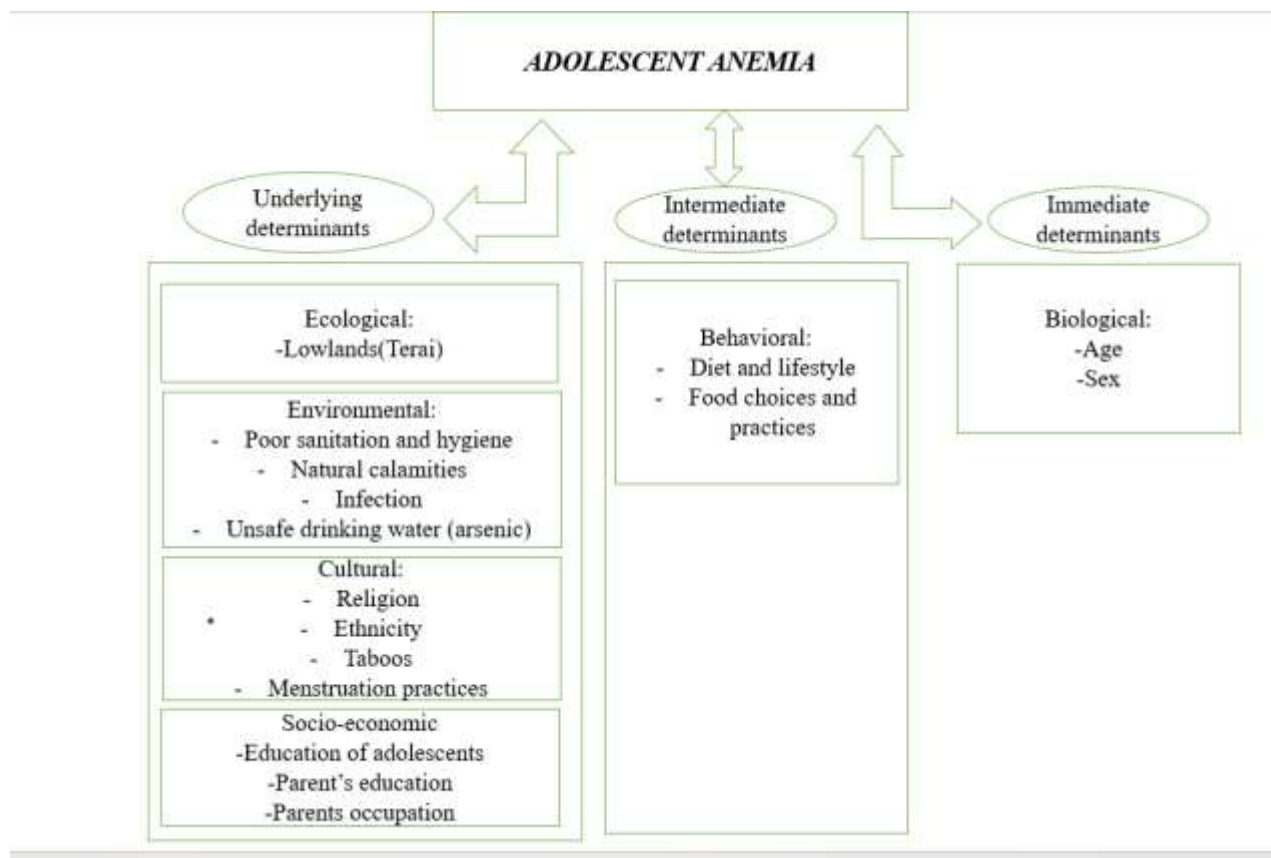 ADOLESCENT ANEMIA
Underlying
determinants
Intermediate
determinants
Immediate
determinants
Ecological:
-Lowlands(Terai)
Environmental:
- Poor sanitation and hygiene
- Natural calamities
- Infection
- Unsafe drinking water (arsenic)
Cultural:
- Religion
- Ethnicity
- Taboos
- Menstruation practices
Socio-economic
-Education of adolescents
-Parent's education
-Parents occupation
Behavioral:
- Diet and lifestyle
- Food choices and
practices
Biological:
-Age
-Sex